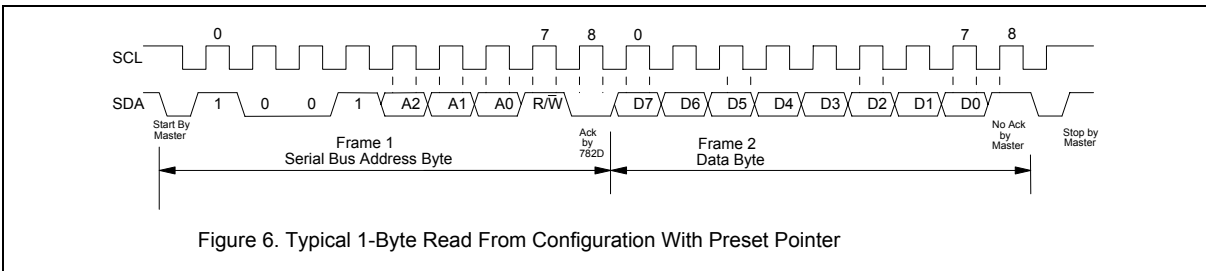 0 7 8 0 7 8
SCL
SDA 1 0 0 1 A2 A1 A0 R/W̅ D7 D6 D5 D4 D3 D2 D1 D0
Start By
Master
Ack
by
782D
No Ack
by
Master
Stop by
Master
Frame 1
Serial Bus Address Byte
Frame 2
Data Byte
Figure 6. Typical 1-Byte Read From Configuration With Preset Pointer